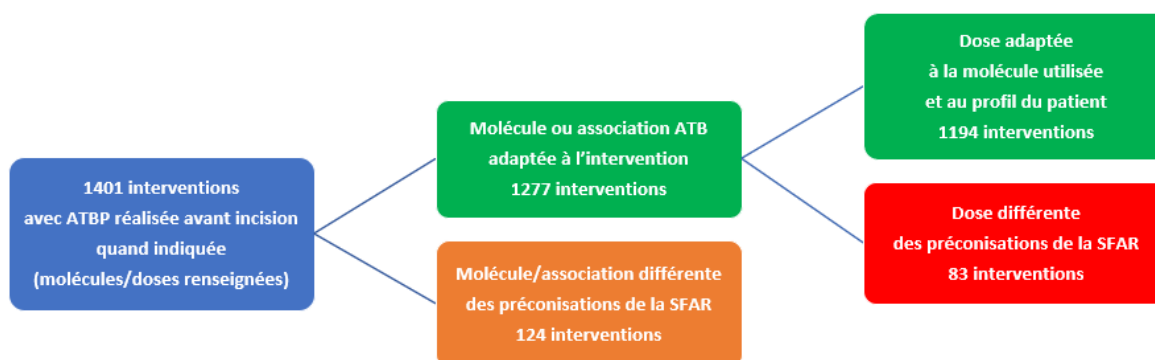 1401 interventions
avec ATBP réalisée avant incision
quand indiquée
(molécules/doses renseignées)
Molécule ou association ATB
adaptée à l'intervention
1277 interventions
Molécule/association différente
des préconisations de la SFAR
124 interventions
Dose adaptée
à la molécule utilisée
et au profil du patient
1194 interventions
Dose différente
des préconisations de la SFAR
83 interventions